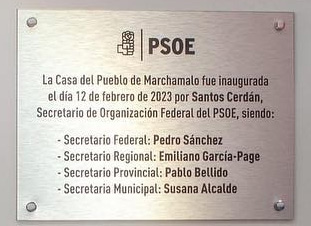 PSOE
La Casa del Pueblo de Marchamalo fue inaugurada
el día 12 de febrero de 2023 por Santos Cerdán,
Secretario de Organización Federal del PSOE, siendo:
- Secretario Federal: Pedro Sánchez
- Secretario Regional: Emiliano García-Page
- Secretario Provincial: Pablo Bellido
- Secretaria Municipal: Susana Alcalde